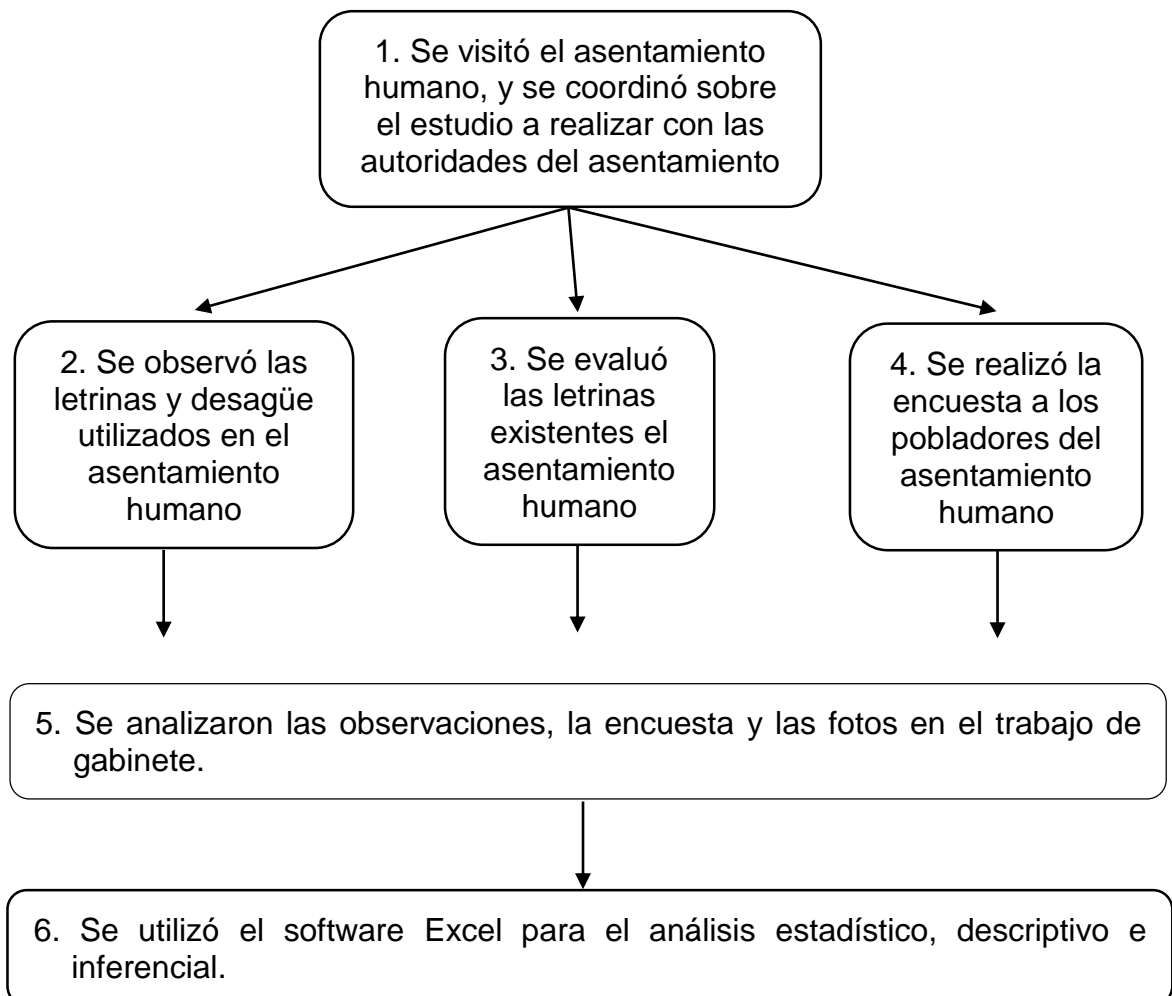 1. Se visitó el asentamiento
humano, y se coordinó sobre
el estudio a realizar con las
autoridades del asentamiento
2. Se observó las
letrinas y desagüe
utilizados en el
asentamiento
humano
3. Se evaluó
las letrinas
existentes el
asentamiento
humano
4. Se realizó la
encuesta a los
pobladores del
asentamiento
humano
5. Se analizaron las observaciones, la encuesta y las fotos en el trabajo de
gabinete.
6. Se utilizó el software Excel para el análisis estadístico, descriptivo e
inferencial.